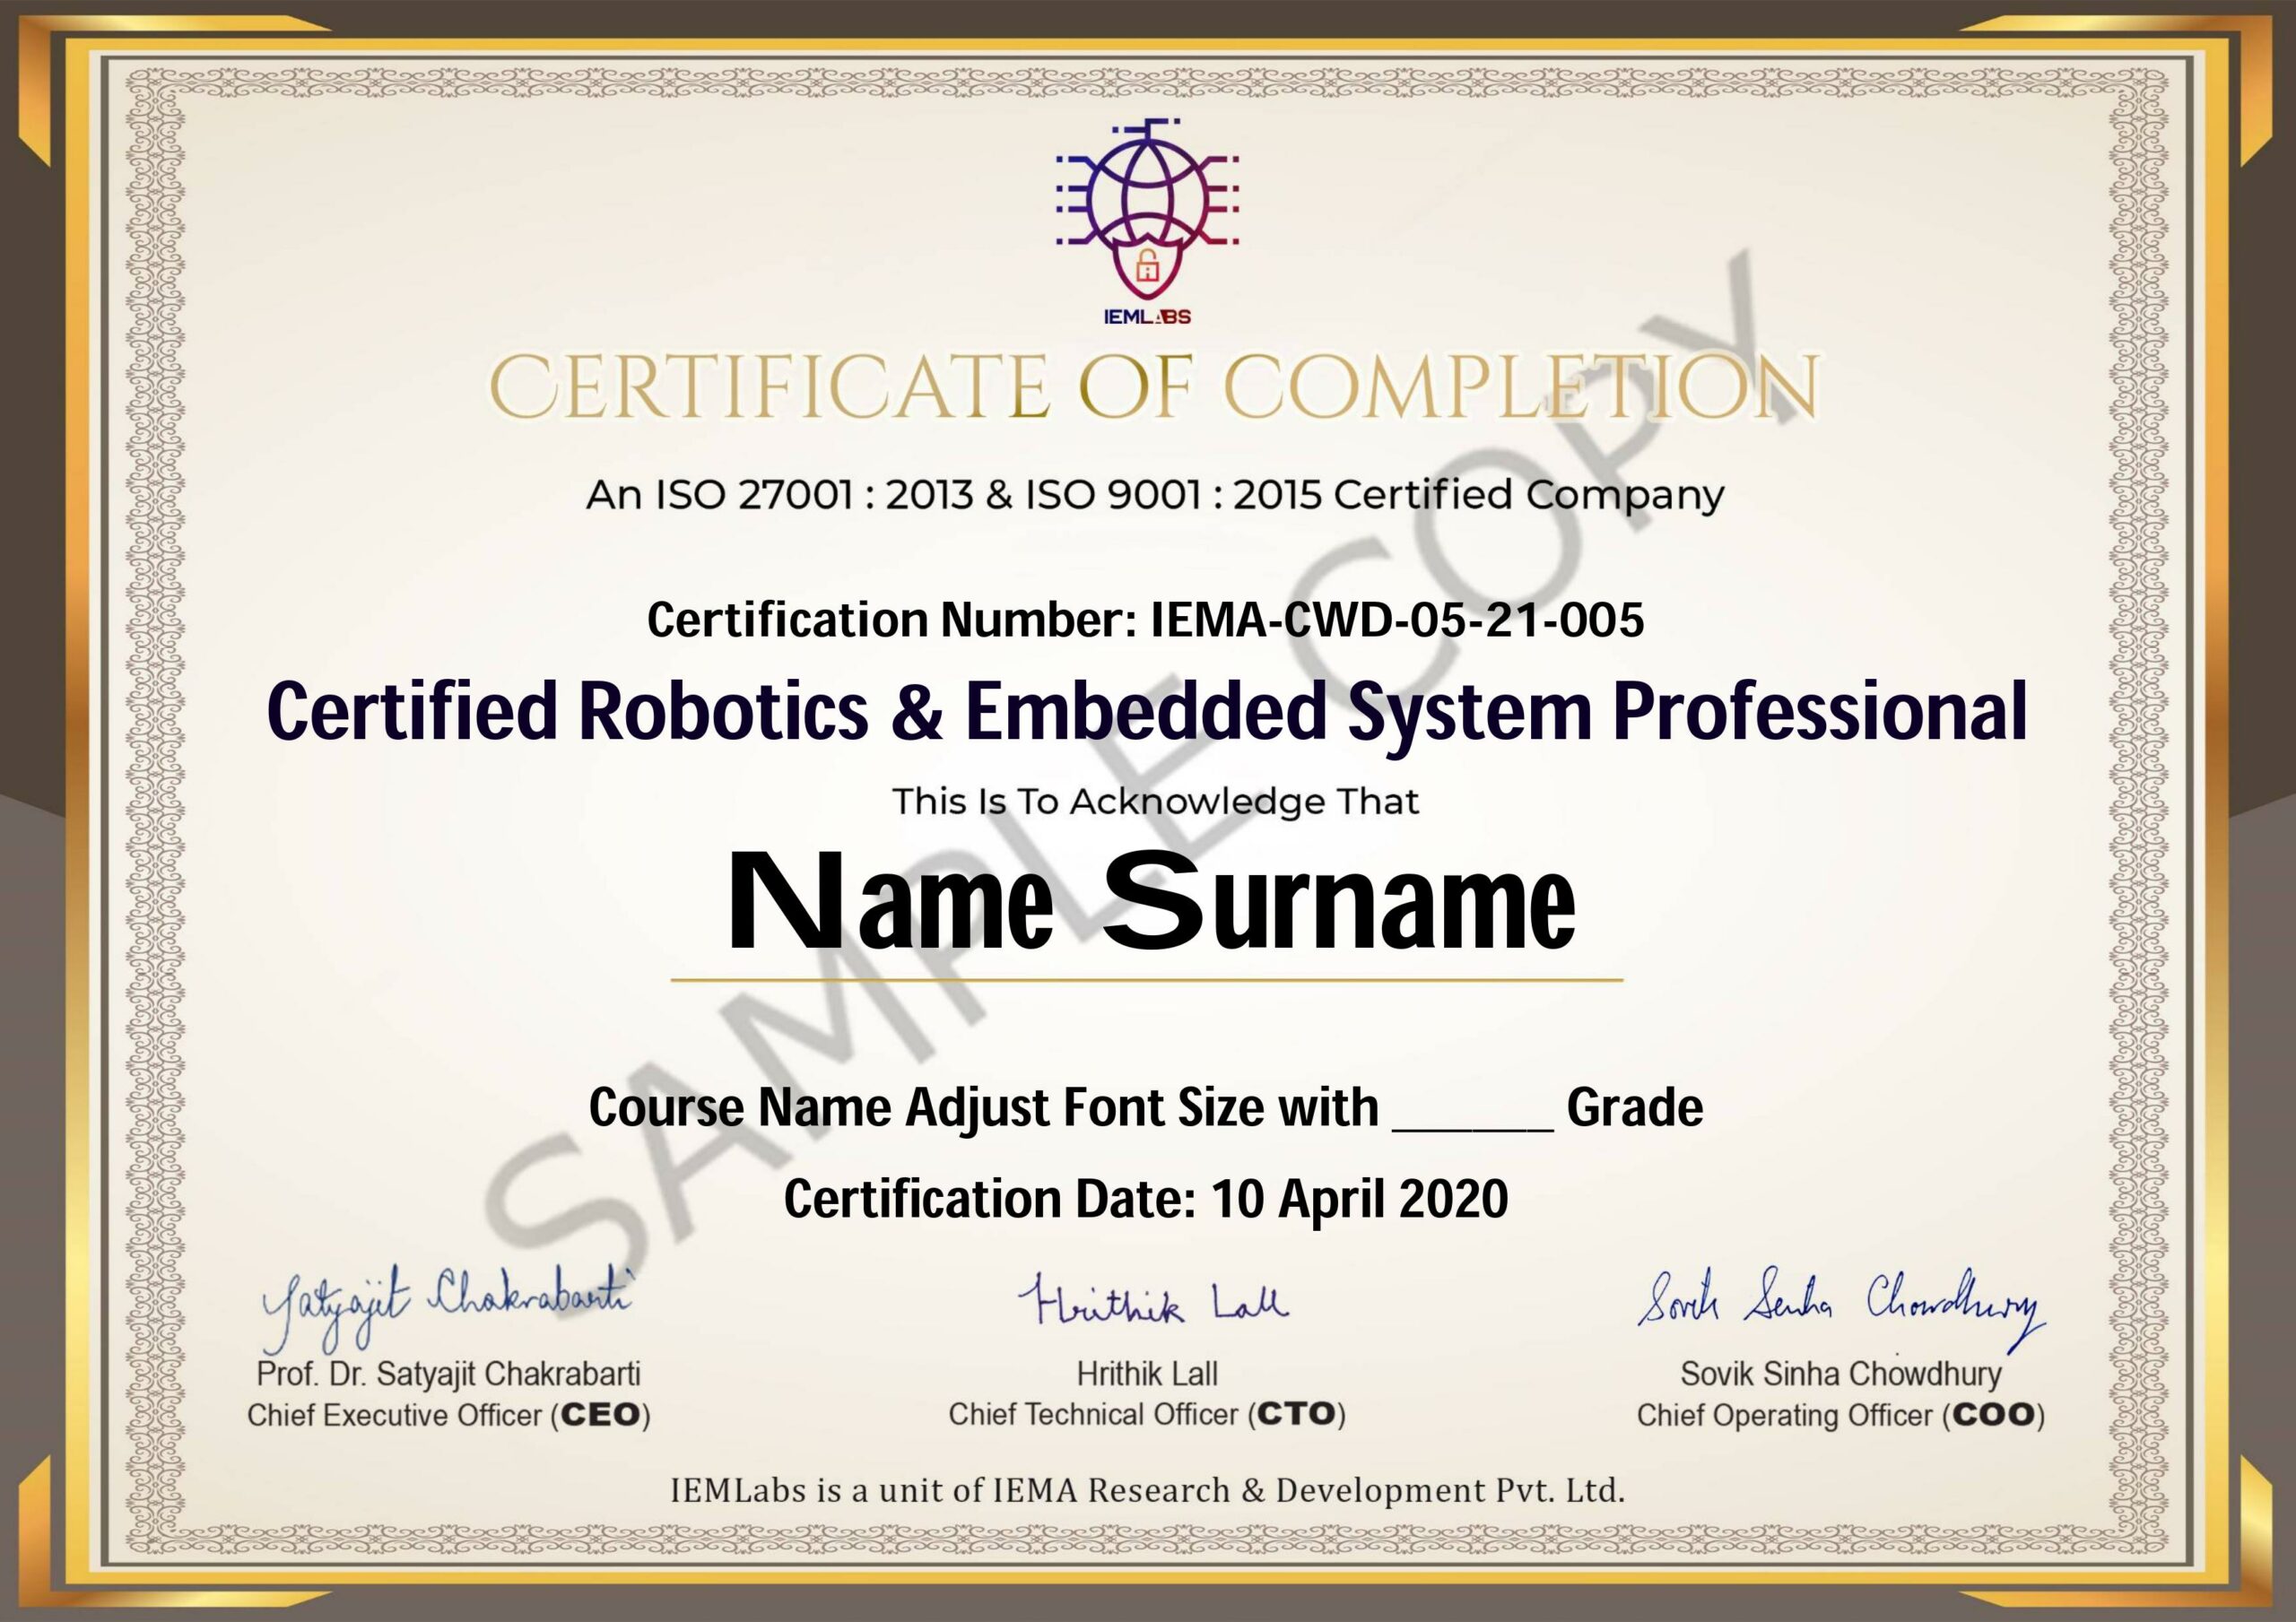 IEMLABS
CERTIFICATE OF COMPLETION
An ISO 27001 : 2013 & ISO 9001 : 2015 Certified Company
Certification Number: IEMA-CWD-05-21-005
Certified Robotics & Embedded System Professional
This Is To Acknowledge That
Name Surname
Course Name Adjust Font Size with ______ Grade
Certification Date: 10 April 2020
SAMPLE COPY
Satyajit Chakrabarti
Hrithik Lall
Sovik Sinha Chowdhury
Prof. Dr. Satyajit Chakrabarti
Hrithik Lall
Sovik Sinha Chowdhury
Chief Executive Officer (CEO)
Chief Technical Officer (CTO)
Chief Operating Officer (COO)
IEMLabs is a unit of IEMA Research & Development Pvt. Ltd.